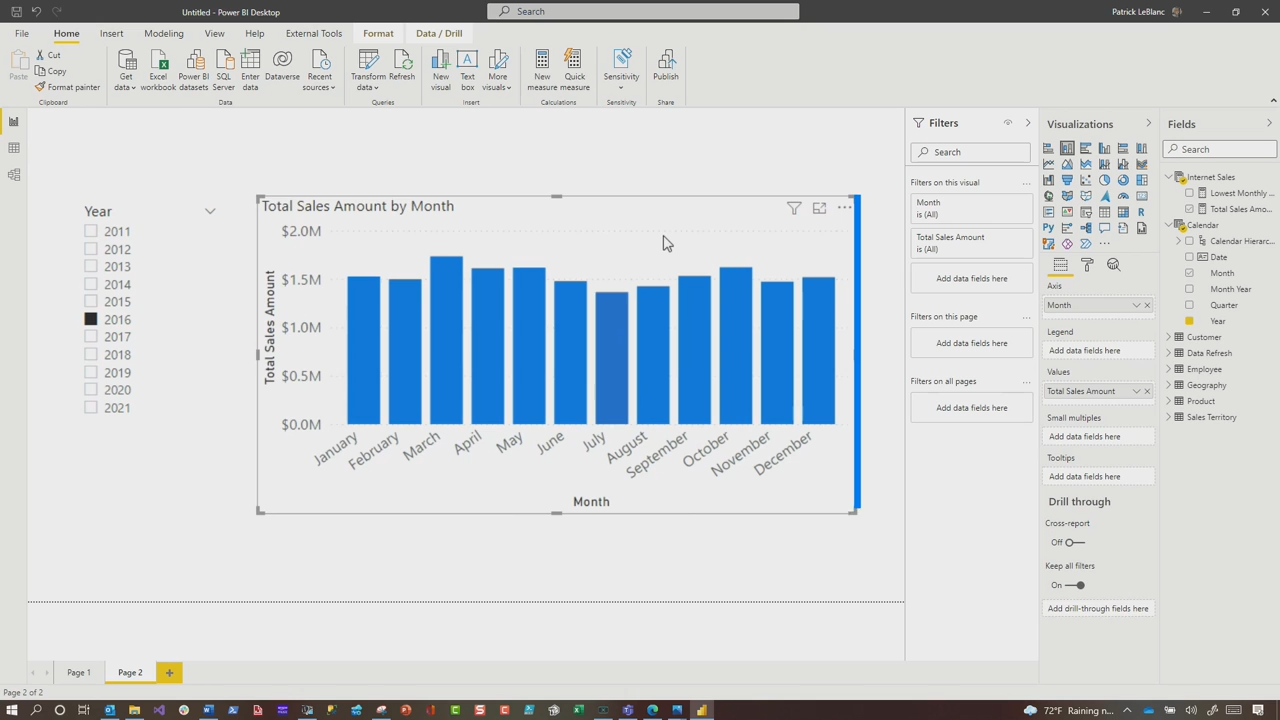 Untitled - Power BI Desktop
Search
Patrick LeBlanc
File
Home
Insert
Modeling
View
Help
External Tools
Format
Data / Drill
Paste
Cut
Copy
Format painter
Clipboard
Get data
Excel workbook
Power BI datasets
SQL Server
Enter data
Dataverse
Recent sources
Data
Transform data
Refresh
Queries
New visual
Text box
More visuals
Insert
New measure
Quick measure
Calculations
Sensitivity
Sensitivity
Publish
Share
Year
2011
2012
2013
2014
2015
2016
2017
2018
2019
2020
2021
Total Sales Amount by Month
Total Sales Amount
$2.0M
$1.5M
$1.0M
$0.5M
$0.0M
January
February
March
April
May
June
July
August
September
October
November
December
Month
Filters
Search
Filters on this visual
Month
is (All)
Total Sales Amount
is (All)
Add data fields here
Filters on this page
Add data fields here
Filters on all pages
Add data fields here
Visualizations
R
Py
Axis
Month
Legend
Add data fields here
Values
Total Sales Amount
Small multiples
Add data fields here
Tooltips
Add data fields here
Drill through
Cross-report
Off
Keep all filters
On
Add drill-through fields here
Fields
Search
Internet Sales
Lowest Monthly ...
Total Sales Amo...
Calendar
Calendar Hierarc...
Date
Month
Month Year
Quarter
Year
Customer
Data Refresh
Employee
Geography
Product
Sales Territory
Page 1
Page 2
Page 2 of 2
72°F Raining n...